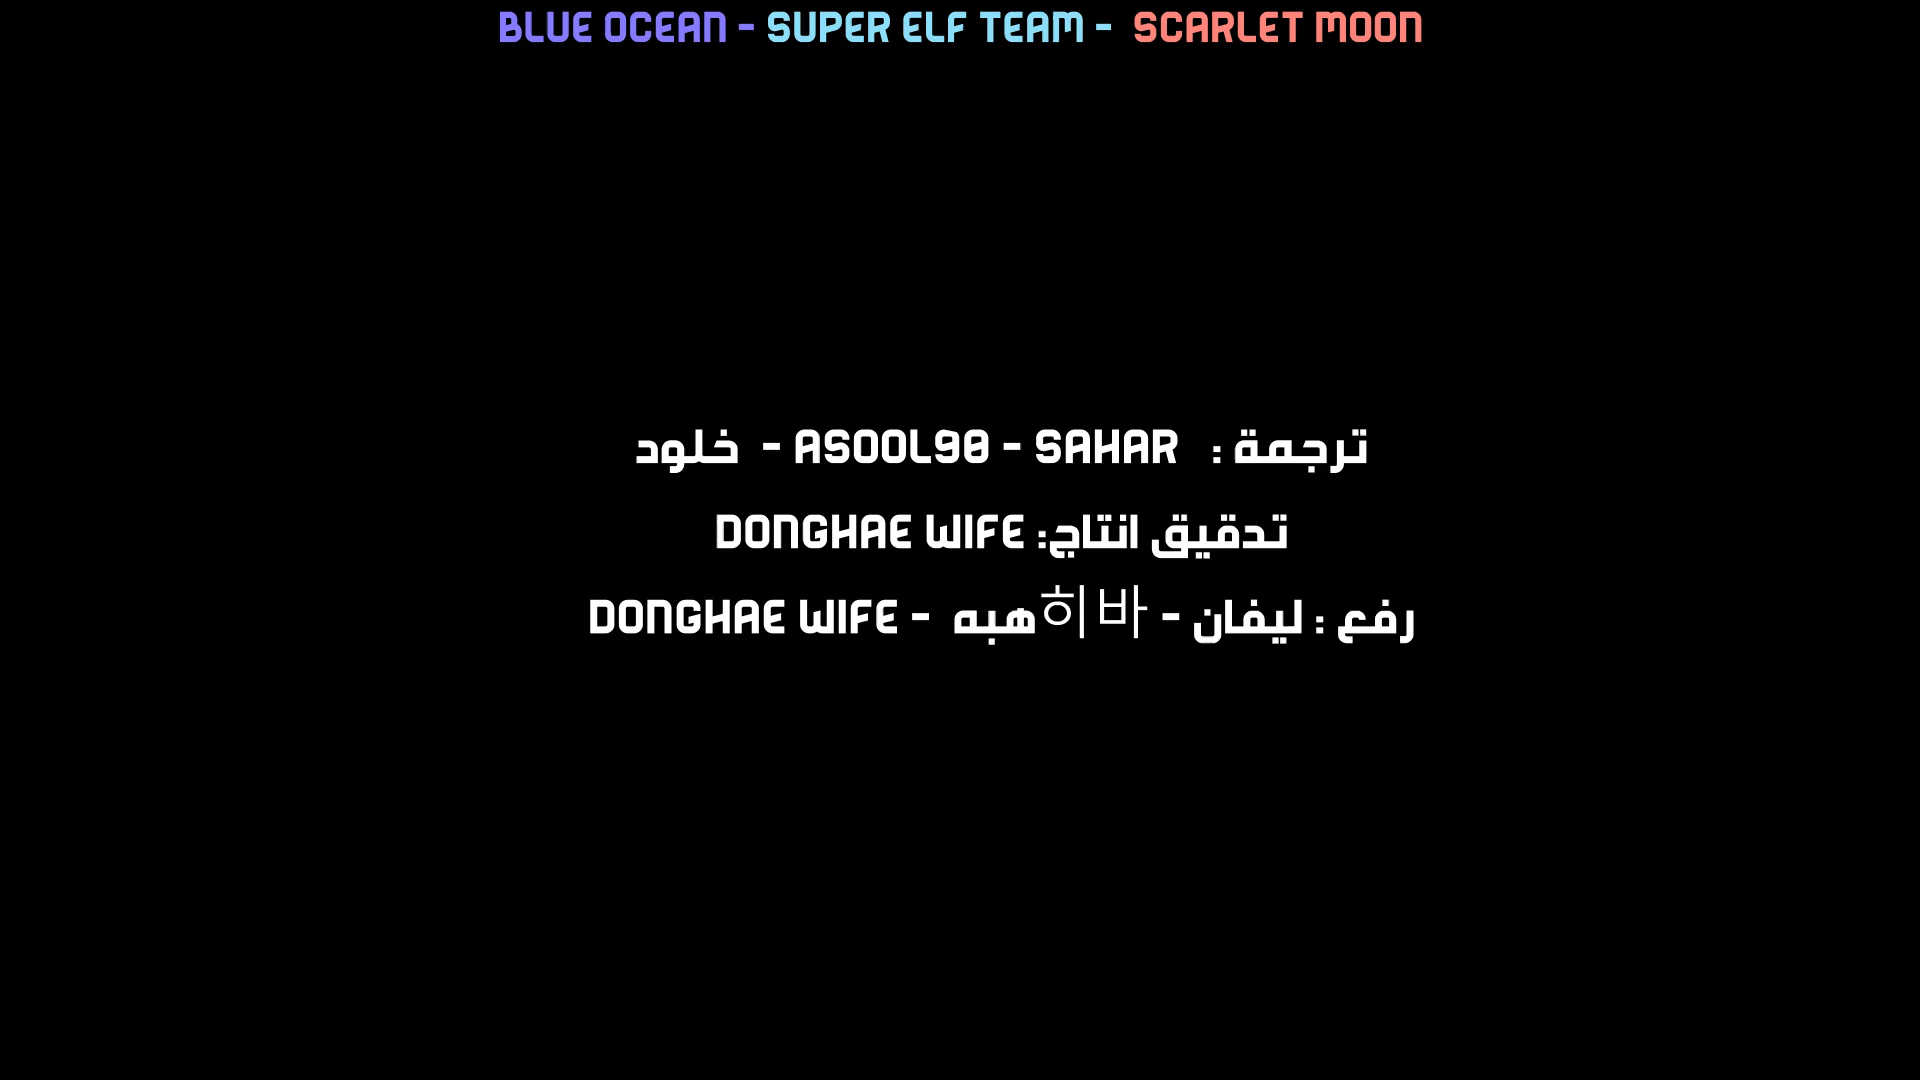 BLUE OCEAN - SUPER ELF TEAM - SCARLET MOON
ترجمة : ASOOL90 - SAHAR - خلود
تدقيق انتاج: DONGHAE WIFE
رفع : ليفان - 히바هبه - DONGHAE WIFE